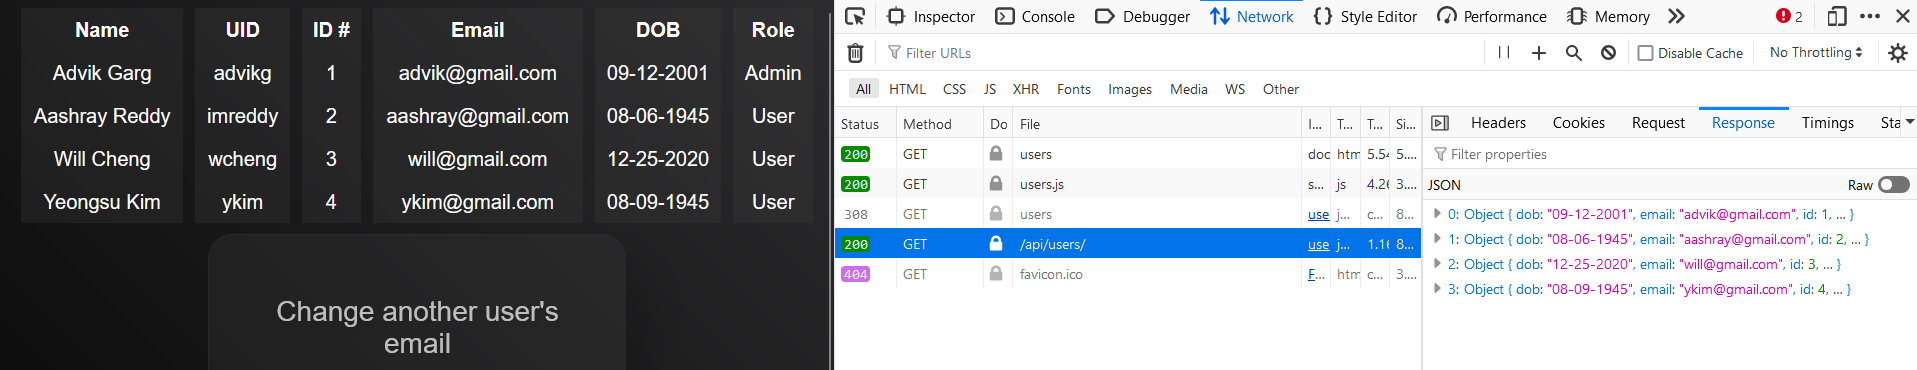 Name UID ID # Email DOB Role
Advik Garg advikg 1 advik@gmail.com 09-12-2001 Admin
Aashray Reddy imreddy 2 aashray@gmail.com 08-06-1945 User
Will Cheng wcheng 3 will@gmail.com 12-25-2020 User
Yeongsu Kim ykim 4 ykim@gmail.com 08-09-1945 User
Change another user's
email
Inspector Console Debugger Network Style Editor Performance Memory 2
Filter URLs Disable Cache No Throttling
All HTML CSS JS XHR Fonts Images Media WS Other
Status Method Do File I... T... T... Si...
200 GET users doc htm 5.54 5....
200 GET users.js s... js 4.26 3....
308 GET users use j... c... 8...
200 GET /api/users/ use j... 1.16 8...
404 GET favicon.ico F... htm c... 3....
Headers Cookies Request Response Timings Sta
Filter properties
JSON Raw
0: Object { dob: "09-12-2001", email: "advik@gmail.com", id: 1, ... }
1: Object { dob: "08-06-1945", email: "aashray@gmail.com", id: 2, ... }
2: Object { dob: "12-25-2020", email: "will@gmail.com", id: 3, ... }
3: Object { dob: "08-09-1945", email: "ykim@gmail.com", id: 4, ... }